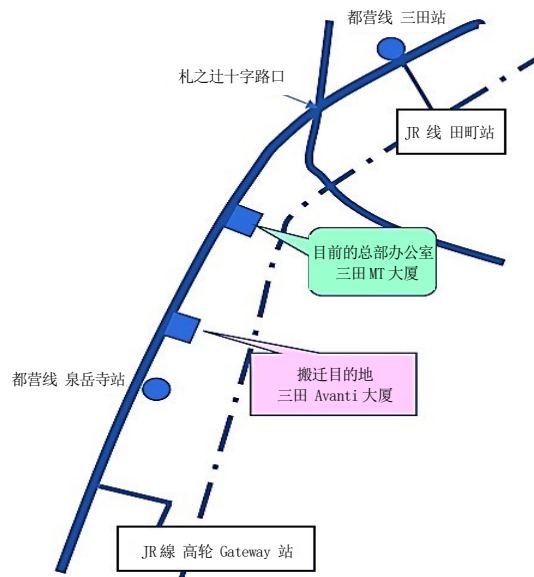 都营线 三田站
札之辻十字路口
JR 线 田町站
目前的总部办公室
三田 MT 大厦
搬迁目的地
三田 Avanti 大厦
都营线 泉岳寺站
JR線 高轮 Gateway 站